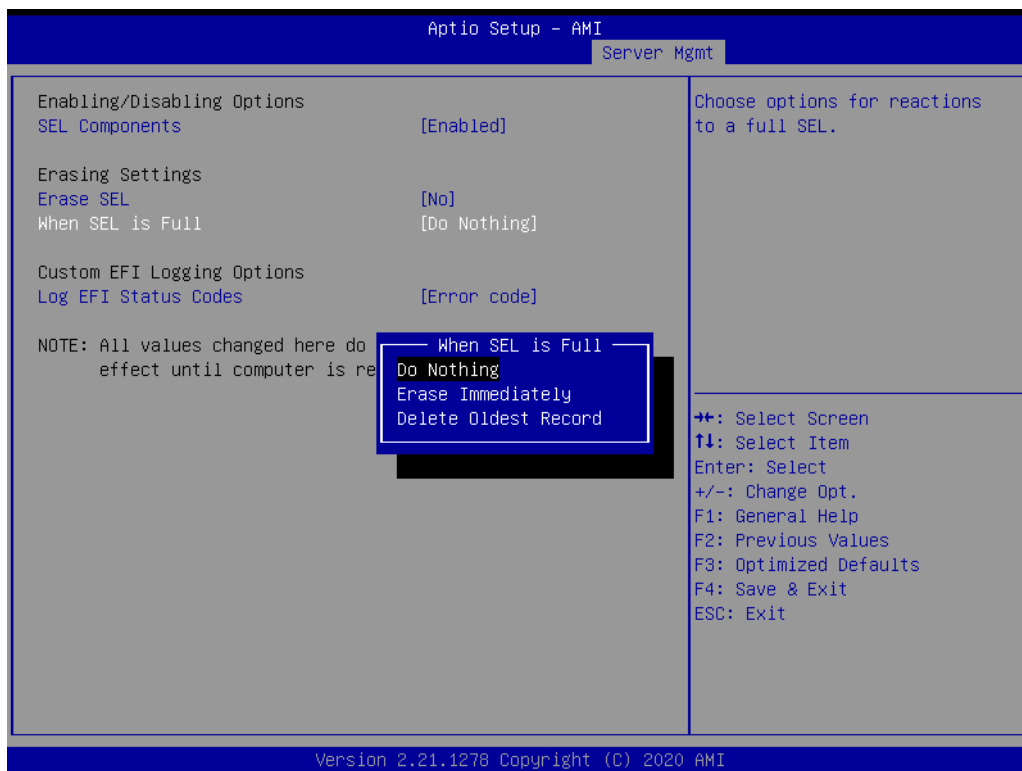 Aptio Setup – AMI
Server Mgmt
Enabling/Disabling Options
SEL Components [Enabled]
Erasing Settings
Erase SEL [No]
When SEL is Full [Do Nothing]
Custom EFI Logging Options
Log EFI Status Codes [Error code]
NOTE: All values changed here do
effect until computer is re
When SEL is Full
Do Nothing
Erase Immediately
Delete Oldest Record
Choose options for reactions
to a full SEL.
→←: Select Screen
↑↓: Select Item
Enter: Select
+/-: Change Opt.
F1: General Help
F2: Previous Values
F3: Optimized Defaults
F4: Save & Exit
ESC: Exit
Version 2.21.1278 Copyright (C) 2020 AMI